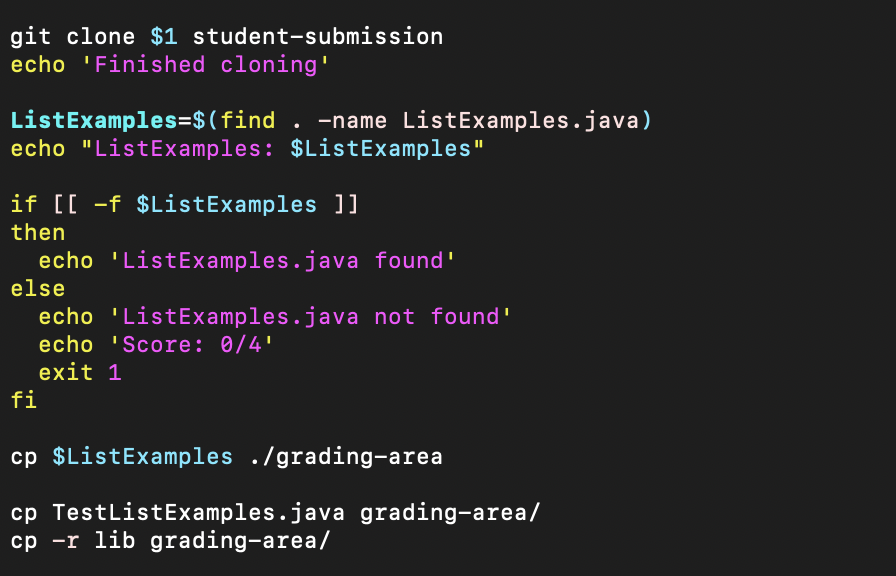 git clone $1 student-submission
echo 'Finished cloning'

ListExamples=$(find . -name ListExamples.java)
echo "ListExamples: $ListExamples"

if [[ -f $ListExamples ]]
then
  echo 'ListExamples.java found'
else
  echo 'ListExamples.java not found'
  echo 'Score: 0/4'
  exit 1
fi

cp $ListExamples ./grading-area

cp TestListExamples.java grading-area/
cp -r lib grading-area/